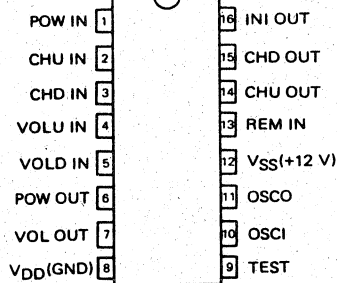 POW IN 1 16 INI OUT
CHU IN 2 15 CHD OUT
CHD IN 3 14 CHU OUT
VOLU IN 4 13 REM IN
VOLD IN 5 12 VSS(+12 V)
POW OUT 6 11 OSCO
VOL OUT 7 10 OSCI
VDD(GND) 8 9 TEST